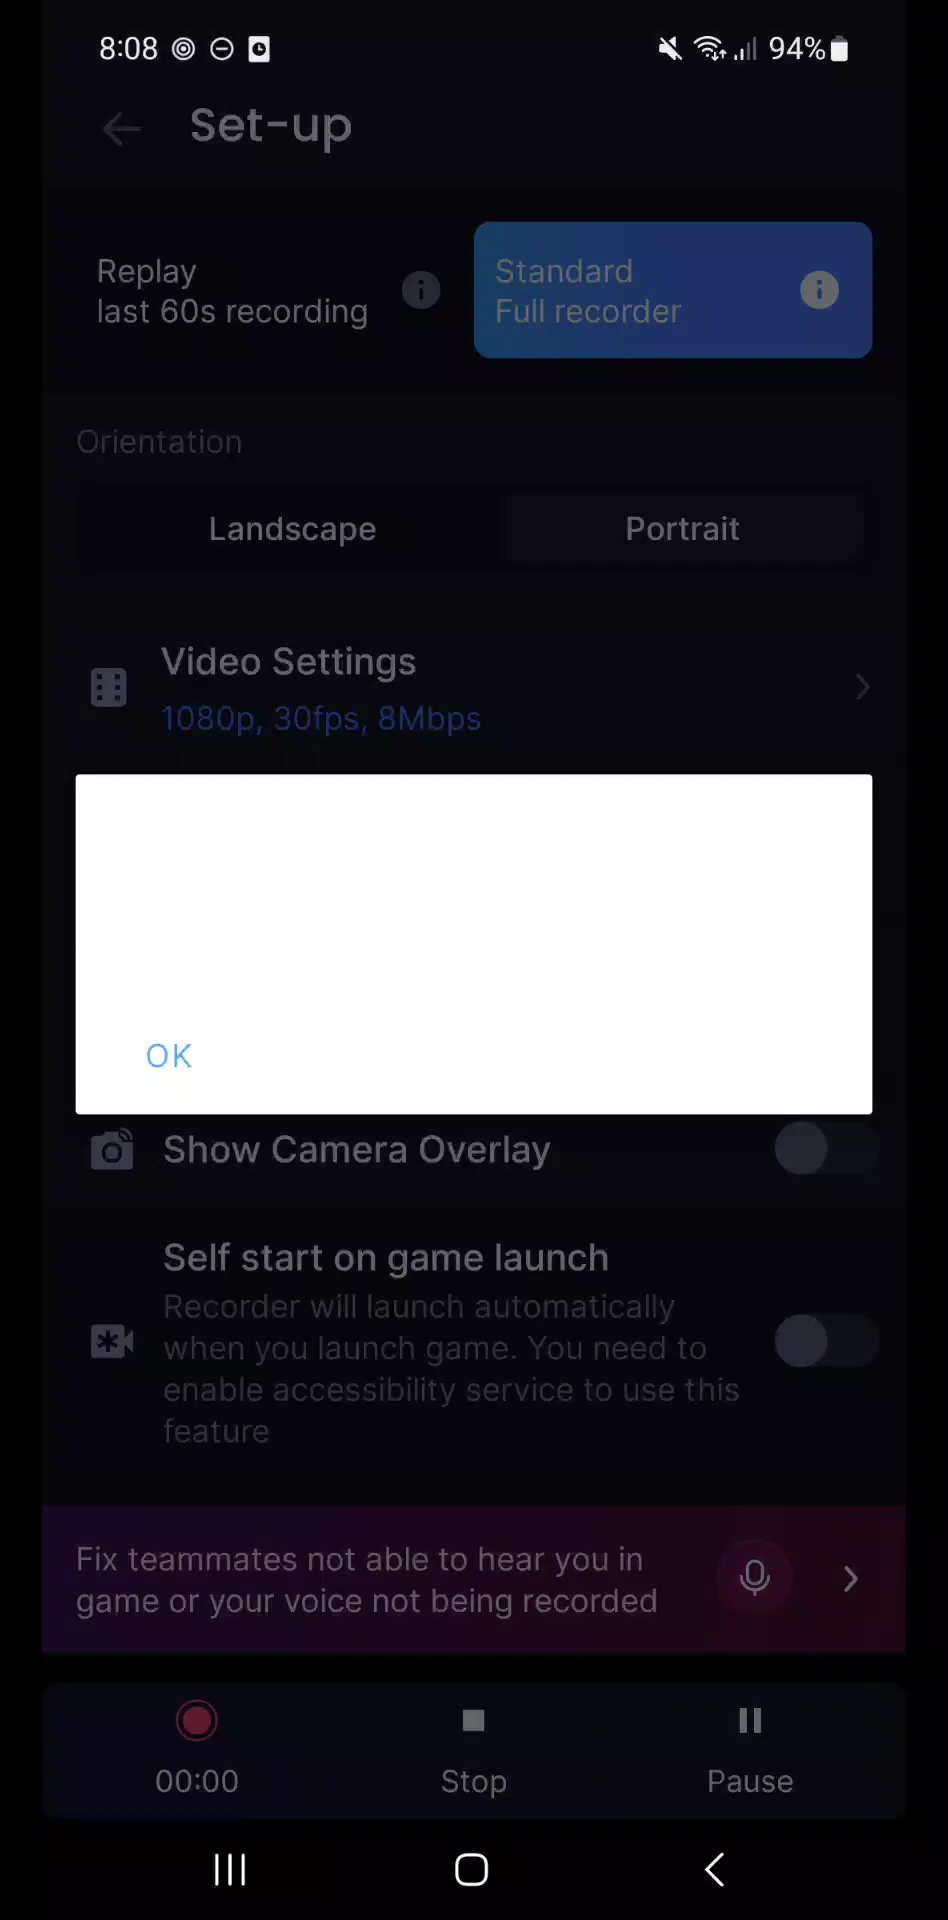 8:08
94%
Set-up
Replay
last 60s recording
Standard
Full recorder
Orientation
Landscape
Portrait
Video Settings
1080p, 30fps, 8Mbps
OK
Show Camera Overlay
Self start on game launch
Recorder will launch automatically
when you launch game. You need to
enable accessibility service to use this
feature
Fix teammates not able to hear you in
game or your voice not being recorded
00:00
Stop
Pause